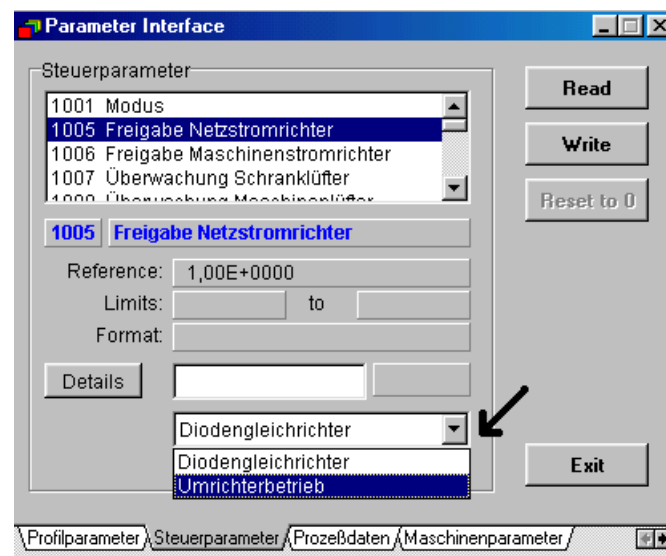 Parameter Interface
Steuerparameter
1001 Modus
1005 Freigabe Netzstromrichter
1006 Freigabe Maschinenstromrichter
1007 Überwachung Schranklüfter
Read
Write
Reset to 0
1005 Freigabe Netzstromrichter
Reference: 1,00E+0000
Limits: to
Format:
Details
Diodengleichrichter
Diodengleichrichter
Umrichterbetrieb
Exit
Profilparameter Steuerparameter Prozeßdaten Maschinenparameter